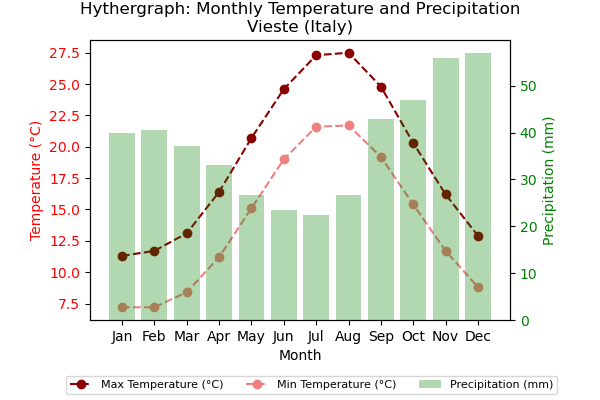 Hythergraph: Monthly Temperature and Precipitation
Vieste (Italy)
Temperature (°C)
27.5
25.0
22.5
20.0
17.5
15.0
12.5
10.0
7.5
Precipitation (mm)
50
40
30
20
10
0
Jan Feb Mar Apr May Jun Jul Aug Sep Oct Nov Dec
Month
Max Temperature (°C) Min Temperature (°C) Precipitation (mm)